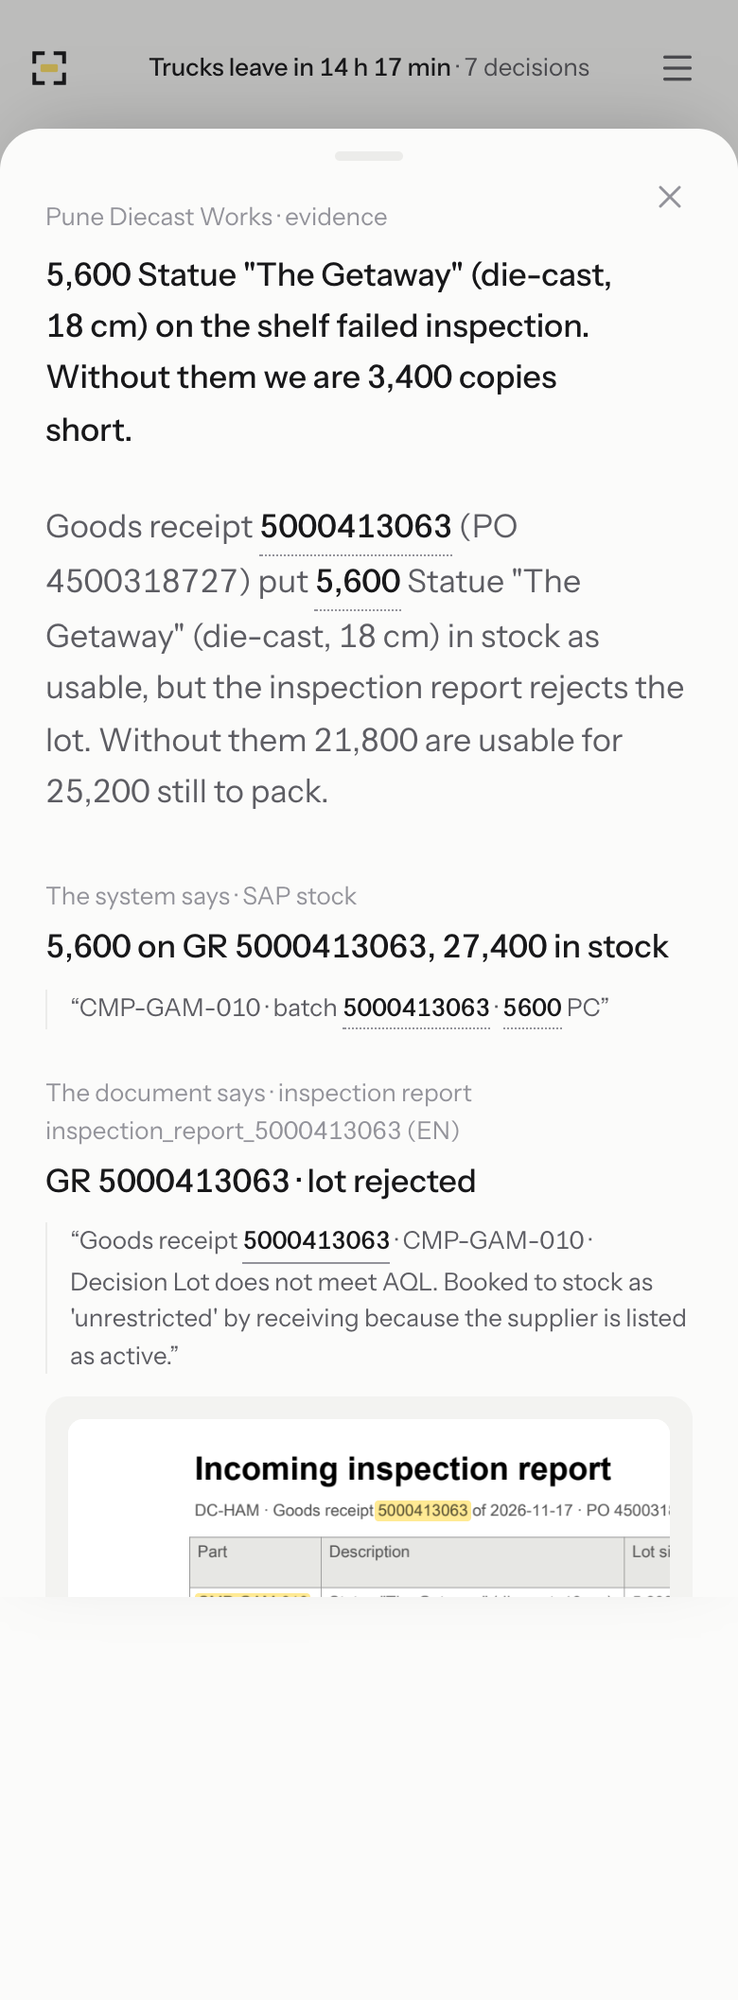 Trucks leave in 14 h 17 min · 7 decisions
Pune Diecast Works · evidence
5,600 Statue "The Getaway" (die-cast,
18 cm) on the shelf failed inspection.
Without them we are 3,400 copies
short.
Goods receipt 5000413063 (PO
4500318727) put 5,600 Statue "The
Getaway" (die-cast, 18 cm) in stock as
usable, but the inspection report rejects the
lot. Without them 21,800 are usable for
25,200 still to pack.
The system says · SAP stock
5,600 on GR 5000413063, 27,400 in stock
“CMP-GAM-010 · batch 5000413063 · 5600 PC”
The document says · inspection report
inspection_report_5000413063 (EN)
GR 5000413063 · lot rejected
“Goods receipt 5000413063 · CMP-GAM-010 ·
Decision Lot does not meet AQL. Booked to stock as
'unrestricted' by receiving because the supplier is listed
as active.”
Incoming inspection report
DC-HAM · Goods receipt 5000413063 of 2026-11-17 · PO 450031
Part Description Lot si